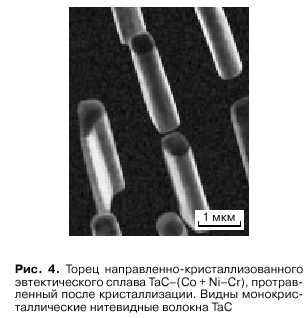 1 мкм
Рис. 4. Торец направленно-кристаллизованного
эвтектического сплава TaC–(Co + Ni–Cr), протрав-
ленный после кристаллизации. Видны монокрис-
таллические нитевидные волокна TaC